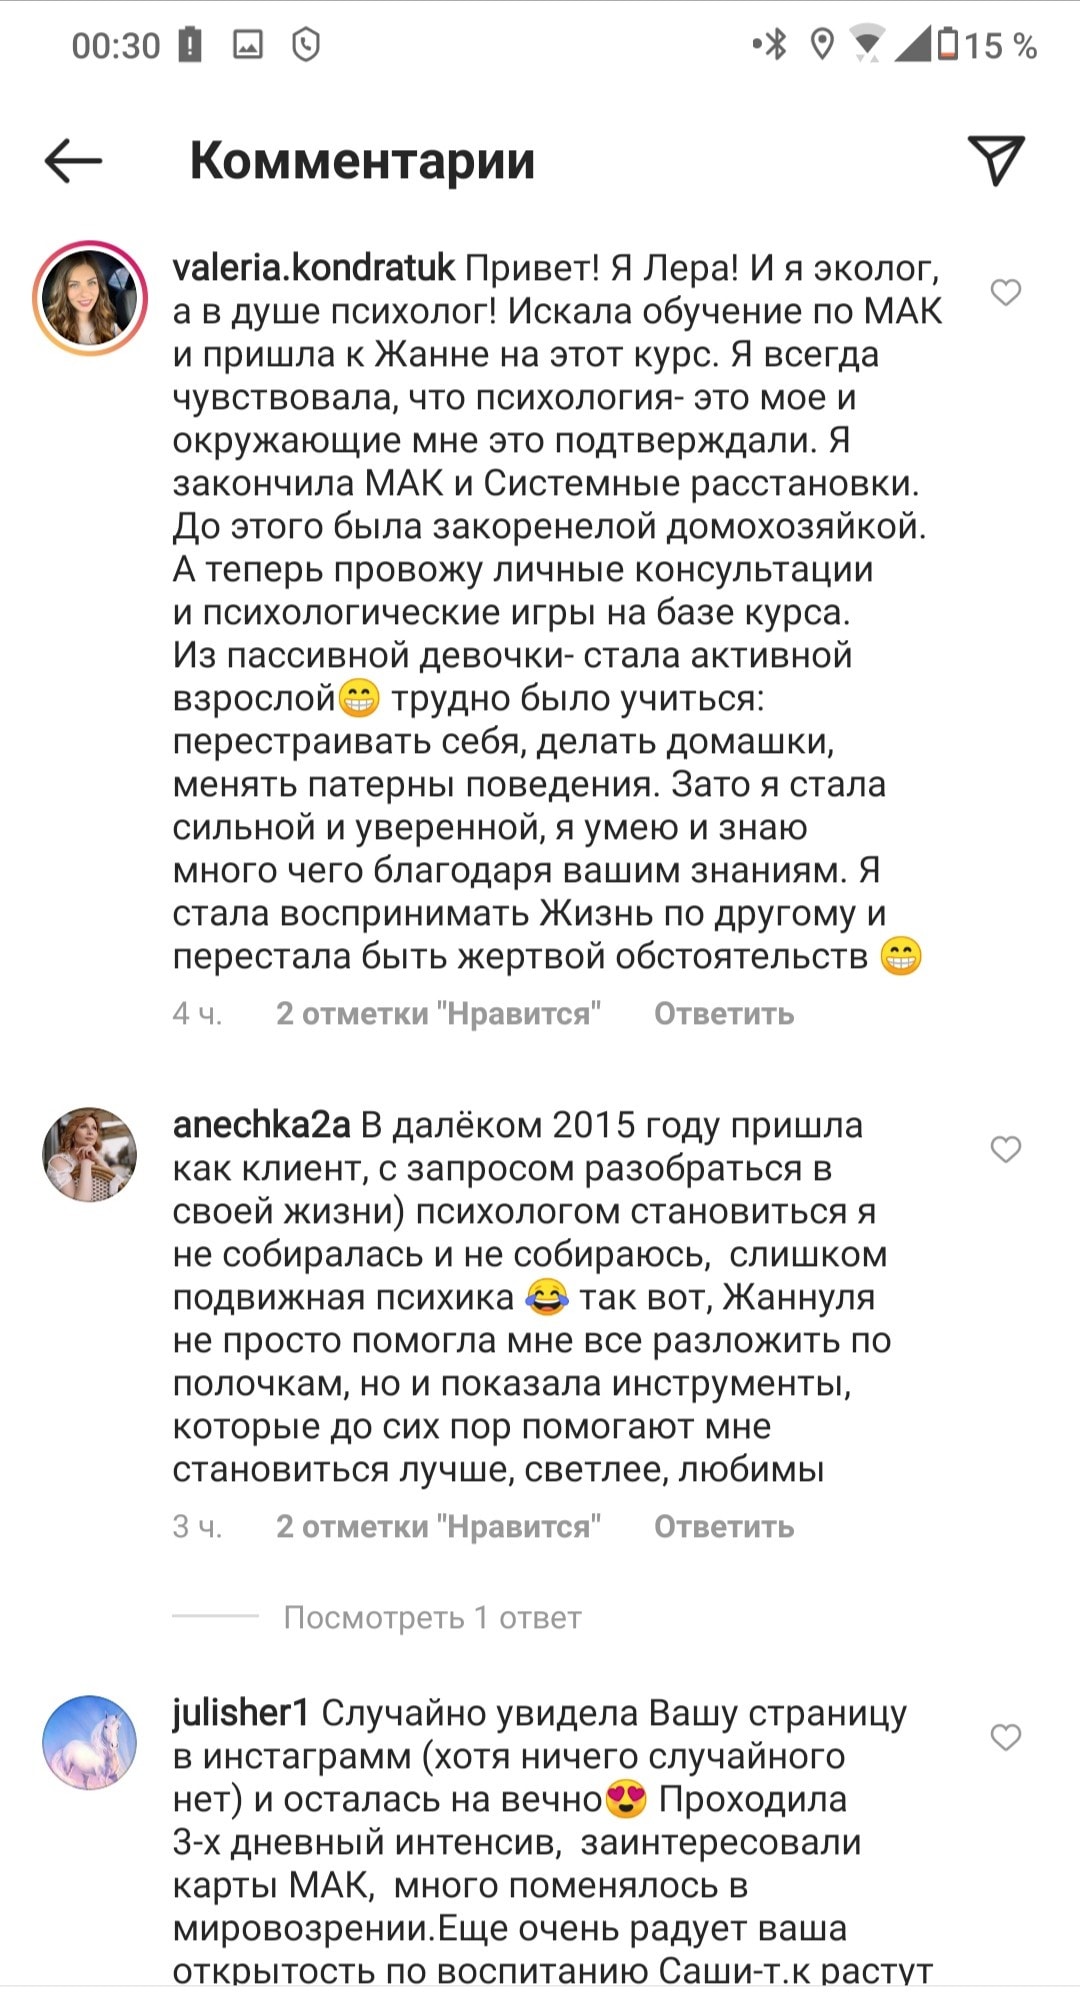 00:30
15 %
Комментарии
valeria.kondratuk Привет! Я Лера! И я эколог,
а в душе психолог! Искала обучение по МАК
и пришла к Жанне на этот курс. Я всегда
чувствовала, что психология- это мое и
окружающие мне это подтверждали. Я
закончила МАК и Системные расстановки.
До этого была закоренелой домохозяйкой.
А теперь провожу личные консультации
и психологические игры на базе курса.
Из пассивной девочки- стала активной
взрослой😁 трудно было учиться:
перестраивать себя, делать домашки,
менять патерны поведения. Зато я стала
сильной и уверенной, я умею и знаю
много чего благодаря вашим знаниям. Я
стала воспринимать Жизнь по другому и
перестала быть жертвой обстоятельств 😁
4 ч. 2 отметки "Нравится" Ответить
anechka2a В далёком 2015 году пришла
как клиент, с запросом разобраться в
своей жизни) психологом становиться я
не собиралась и не собираюсь, слишком
подвижная психика 😂 так вот, Жаннуля
не просто помогла мне все разложить по
полочкам, но и показала инструменты,
которые до сих пор помогают мне
становиться лучше, светлее, любимы
3 ч. 2 отметки "Нравится" Ответить
Посмотреть 1 ответ
julisher1 Случайно увидела Вашу страницу
в инстаграмм (хотя ничего случайного
нет) и осталась на вечно😍 Проходила
3-х дневный интенсив, заинтересовали
карты МАК, много поменялось в
мировозрении.Еще очень радует ваша
открытость по воспитанию Саши-т.к растут